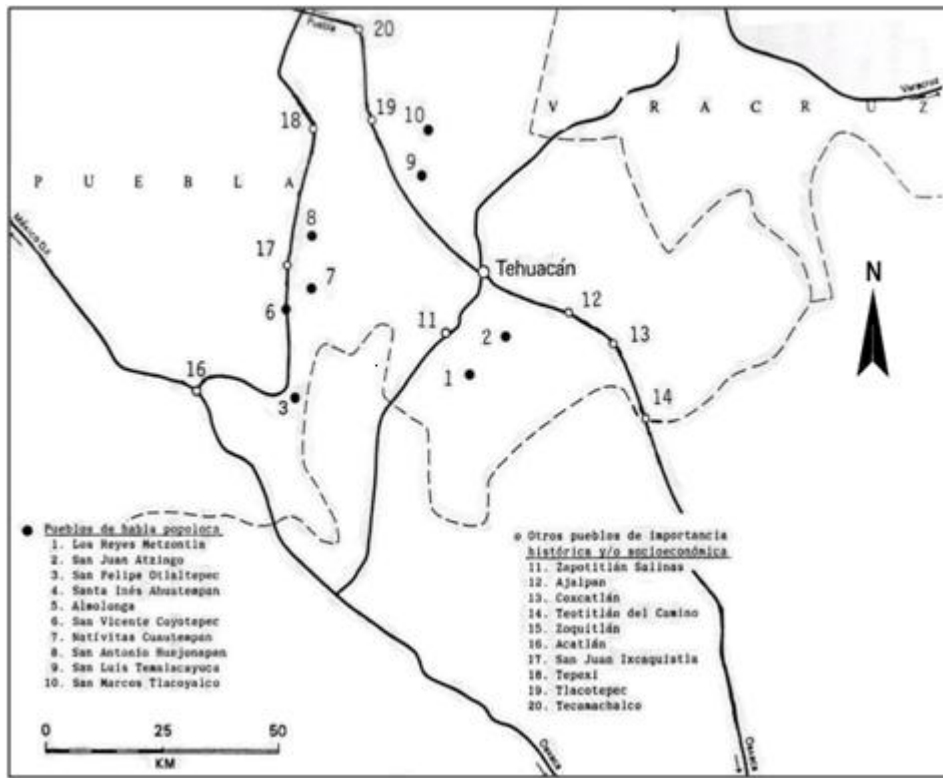 Puebla
20
Veracruz
18
19
10
V R A C R U Z
9
P U E B L A
México D.F.
8
17
7
Tehuacán
N
6
12
11
2
13
16
1
3
14
Pueblos de habla popoloca
1. Los Reyes Metzontla
2. San Juan Atzingo
3. San Felipe Otlaltepec
4. Santa Inés Ahuatempan
5. Almolonga
6. San Vicente Coyotepec
7. Nativitas Cuautempan
8. San Antonio Huejonapan
9. San Luis Temalacayuca
10. San Marcos Tlacoyalco
Otros pueblos de importancia
histórica y/o socioeconómica
11. Zapotitlán Salinas
12. Ajalpan
13. Coxcatlán
14. Teotitlán del Camino
15. Zoquitlán
16. Acatlán
17. San Juan Ixcaquistla
18. Tepexi
19. Tlacotepec
20. Tecamachalco
0 25 50
KM
Oaxaca
Oaxaca